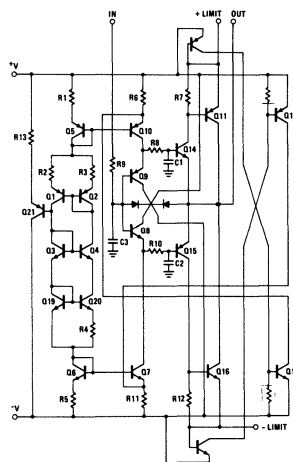 IN
+ LIMIT
OUT
+V
R1
R6
R7
Q5
Q10
Q11
R13
R8
Q14
C1
R2
R3
R9
Q9
Q1
Q2
Q21
Q8
R10
Q15
Q3
Q4
C3
C2
Q19
Q20
R4
Q6
Q7
Q16
R5
R11
R12
-V
- LIMIT